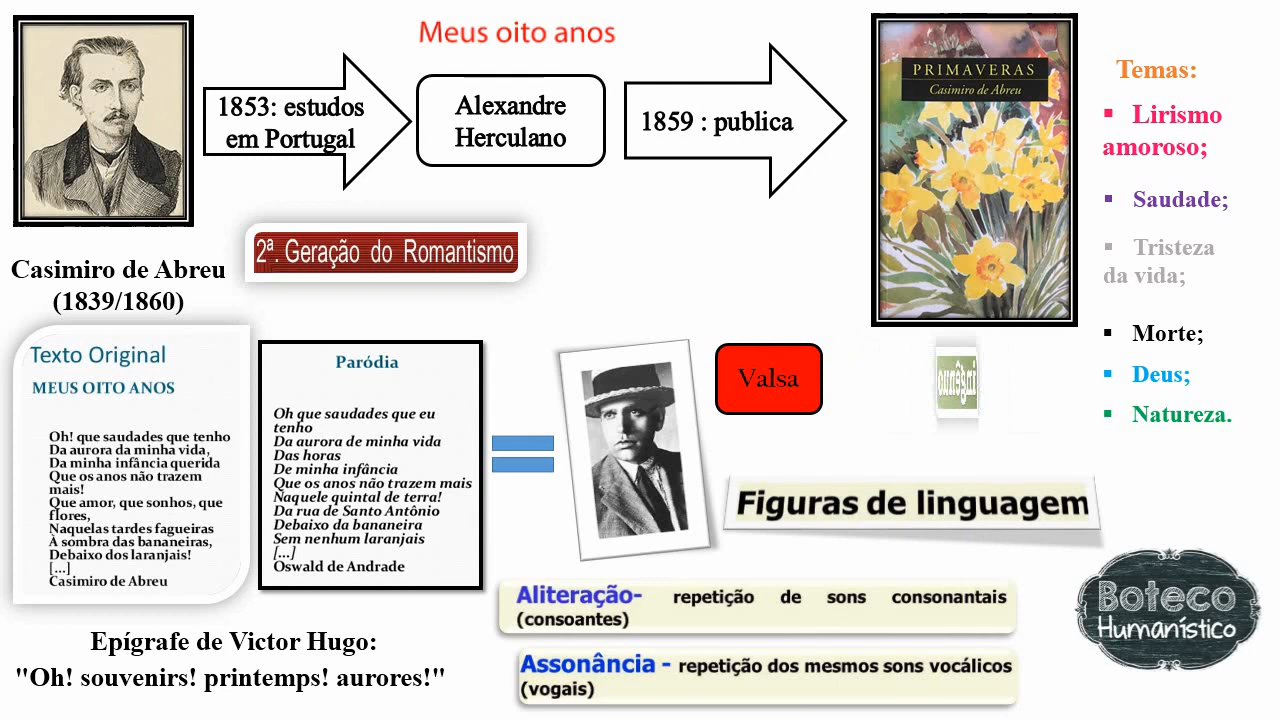 Meus oito anos
1853: estudos
em Portugal
Alexandre
Herculano
1859 : publica
PRIMAVERAS
Casimiro de Abreu
Temas:
▪ Lirismo
amoroso;
▪ Saudade;
▪ Tristeza
da vida;
▪ Morte;
▪ Deus;
▪ Natureza.
2ª. Geração do Romantismo
Casimiro de Abreu
(1839/1860)
Texto Original
MEUS OITO ANOS
Oh! que saudades que tenho
Da aurora da minha vida,
Da minha infância querida
Que os anos não trazem
mais!
Que amor, que sonhos, que
flores,
Naquelas tardes fagueiras
À sombra das bananeiras,
Debaixo dos laranjais!
[...]
Casimiro de Abreu
Paródia
Oh que saudades que eu
tenho
Da aurora de minha vida
Das horas
De minha infância
Que os anos não trazem mais
Naquele quintal de terra!
Da rua de Santo Antônio
Debaixo da bananeira
Sem nenhum laranjais
[...]
Oswald de Andrade
Valsa
Figuras de linguagem
Aliteração- repetição de sons consonantais
(consoantes)
Assonância - repetição dos mesmos sons vocálicos
(vogais)
Epígrafe de Victor Hugo:
"Oh! souvenirs! printemps! aurores!"
Boteco
Humanístico